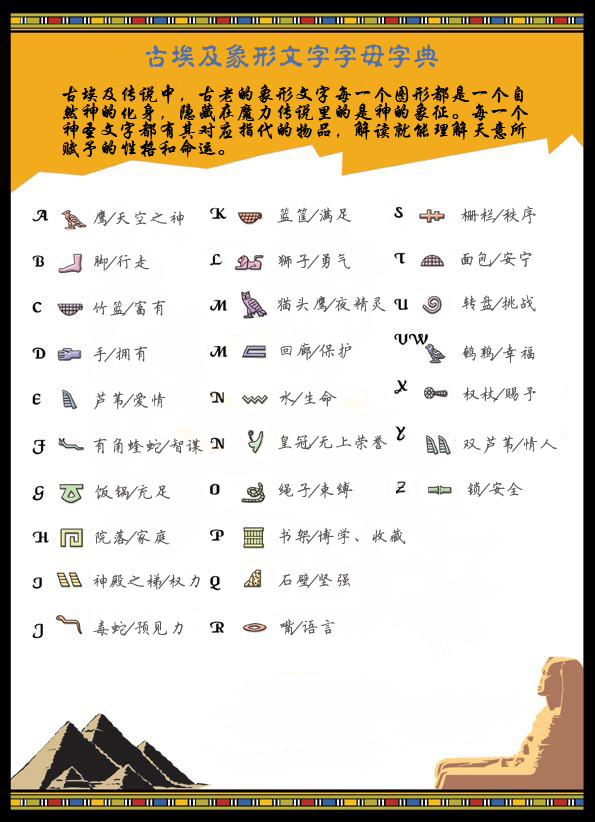 古埃及象形文字字母字典
古埃及传说中，古老的象形文字每一个图形都是一个自
然神的化身，隐藏在魔力传说里的是神的象征。每一个
神圣文字都有其对应指代的物品，解读就能理解天意所
赋予的性格和命运。
A 鹰/天空之神
B 脚/行走
C 竹篮/富有
D 手/拥有
E 芦苇/爱情
F 有角蝰蛇/智谋
G 饭锅/充足
H 院落/家庭
I 神殿之梯/权力
J 毒蛇/预见力
K 篮筐/满足
L 狮子/勇气
M 猫头鹰/夜精灵
M 回廊/保护
N 水/生命
N 皇冠/无上荣誉
O 绳子/束缚
P 书架/博学、收藏
Q 石壁/坚强
R 嘴/语言
S 栅栏/秩序
T 面包/安宁
U 转盘/挑战
UW 鹌鹑/幸福
X 权杖/赐予
Y 双芦苇/情人
Z 锁/安全